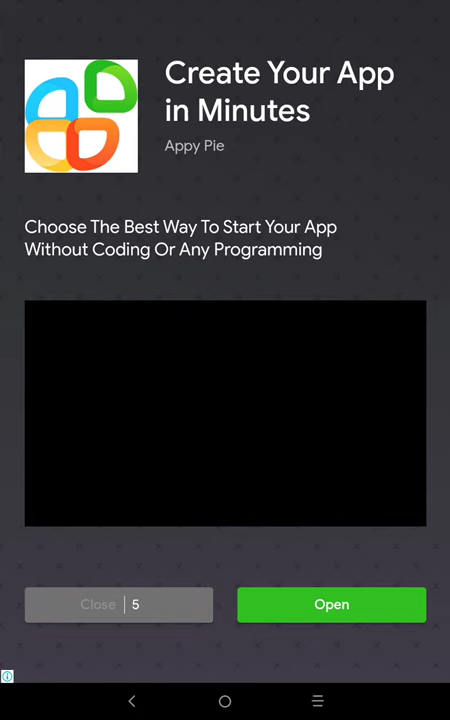 Create Your App
in Minutes
Appy Pie
Choose The Best Way To Start Your App
Without Coding Or Any Programming
Close | 5
Open